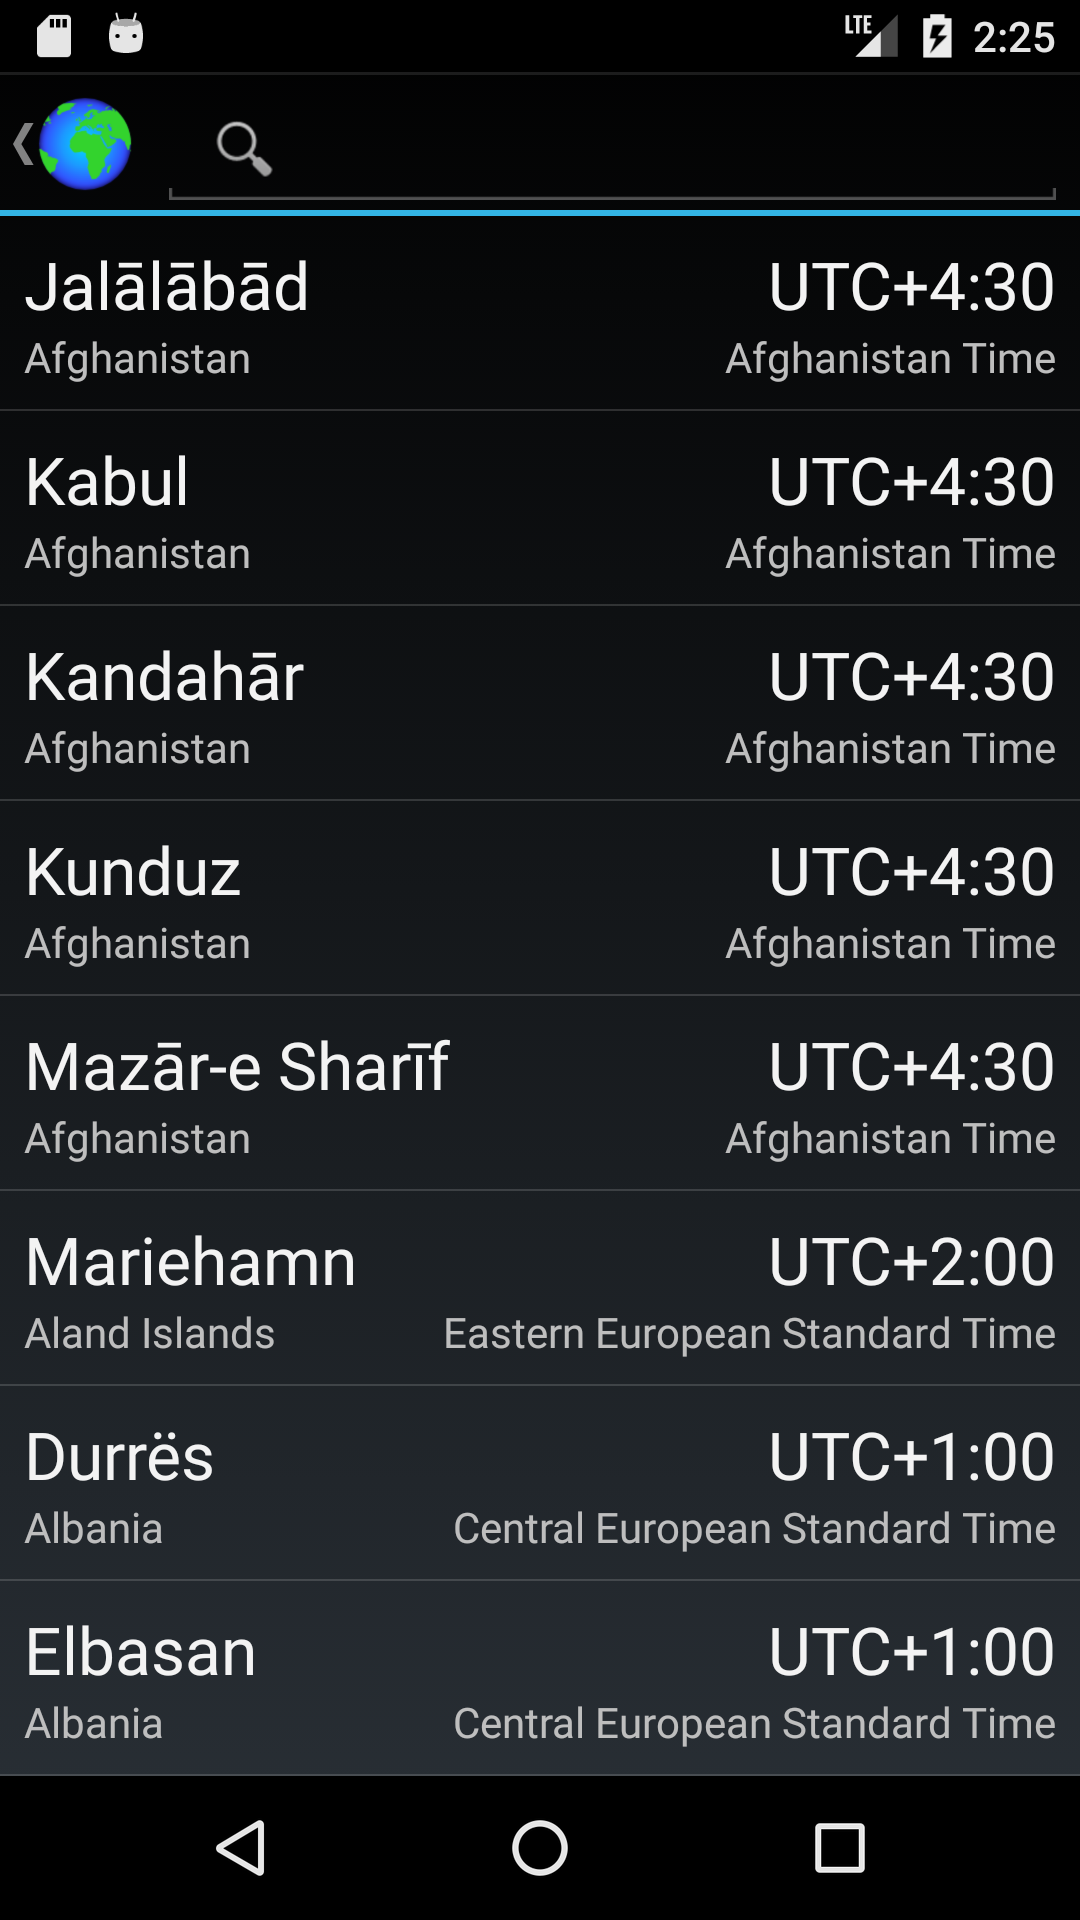 LTE 2:25
Jalālābād UTC+4:30
Afghanistan Afghanistan Time
Kabul UTC+4:30
Afghanistan Afghanistan Time
Kandahār UTC+4:30
Afghanistan Afghanistan Time
Kunduz UTC+4:30
Afghanistan Afghanistan Time
Mazār-e Sharīf UTC+4:30
Afghanistan Afghanistan Time
Mariehamn UTC+2:00
Aland Islands Eastern European Standard Time
Durrës UTC+1:00
Albania Central European Standard Time
Elbasan UTC+1:00
Albania Central European Standard Time